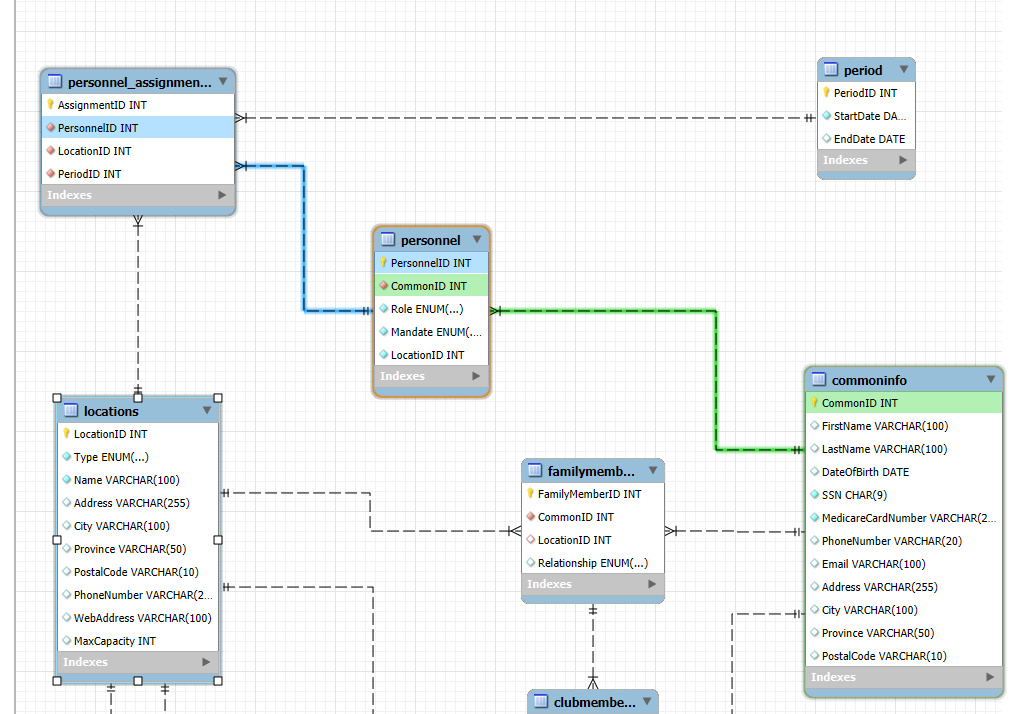 personnel_assignmen...
AssignmentID INT
PersonnelID INT
LocationID INT
PeriodID INT
Indexes
period
PeriodID INT
StartDate DA...
EndDate DATE
Indexes
personnel
PersonnelID INT
CommonID INT
Role ENUM(...)
Mandate ENUM(...
LocationID INT
Indexes
locations
LocationID INT
Type ENUM(...)
Name VARCHAR(100)
Address VARCHAR(255)
City VARCHAR(100)
Province VARCHAR(50)
PostalCode VARCHAR(10)
PhoneNumber VARCHAR(2...
WebAddress VARCHAR(100)
MaxCapacity INT
Indexes
familymemb...
FamilyMemberID INT
CommonID INT
LocationID INT
Relationship ENUM(...)
Indexes
commoninfo
CommonID INT
FirstName VARCHAR(100)
LastName VARCHAR(100)
DateOfBirth DATE
SSN CHAR(9)
MedicareCardNumber VARCHAR(2...
PhoneNumber VARCHAR(20)
Email VARCHAR(100)
Address VARCHAR(255)
City VARCHAR(100)
Province VARCHAR(50)
PostalCode VARCHAR(10)
Indexes
clubmembe...